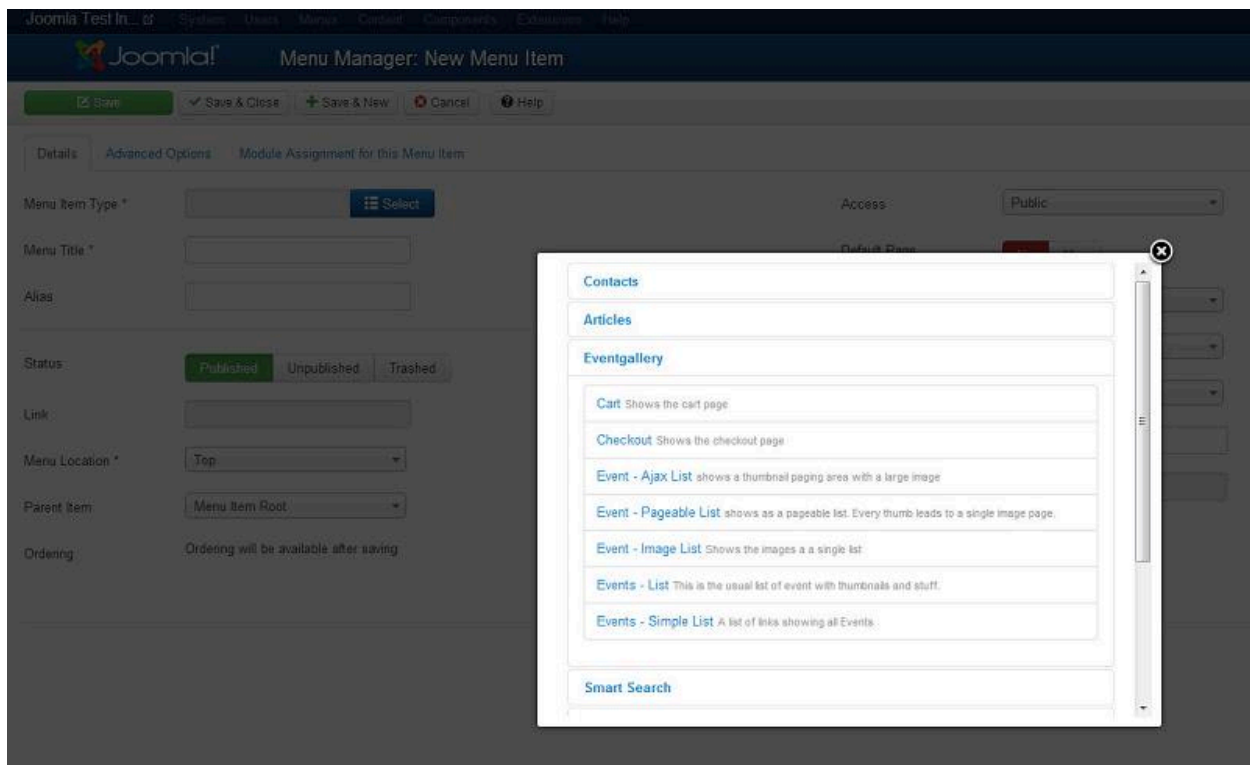 Joomla Test In... System Users Menus Content Components Extensions Help
Joomla! Menu Manager: New Menu Item
Save Save & Close Save & New Cancel Help
Details Advanced Options Module Assignment for this Menu Item
Menu Item Type * Select Access Public
Menu Title * Default Page
Alias
Status Published Unpublished Trashed
Link
Menu Location * Top
Parent Item Menu Item Root
Ordering Ordering will be available after saving
Contacts
Articles
Eventgallery
Cart Shows the cart page
Checkout Shows the checkout page
Event - Ajax List shows a thumbnail paging area with a large image
Event - Pageable List shows as a pageable list. Every thumb leads to a single image page.
Event - Image List Shows the images a a single list
Events - List This is the usual list of event with thumbnails and stuff.
Events - Simple List A list of links showing all Events
Smart Search